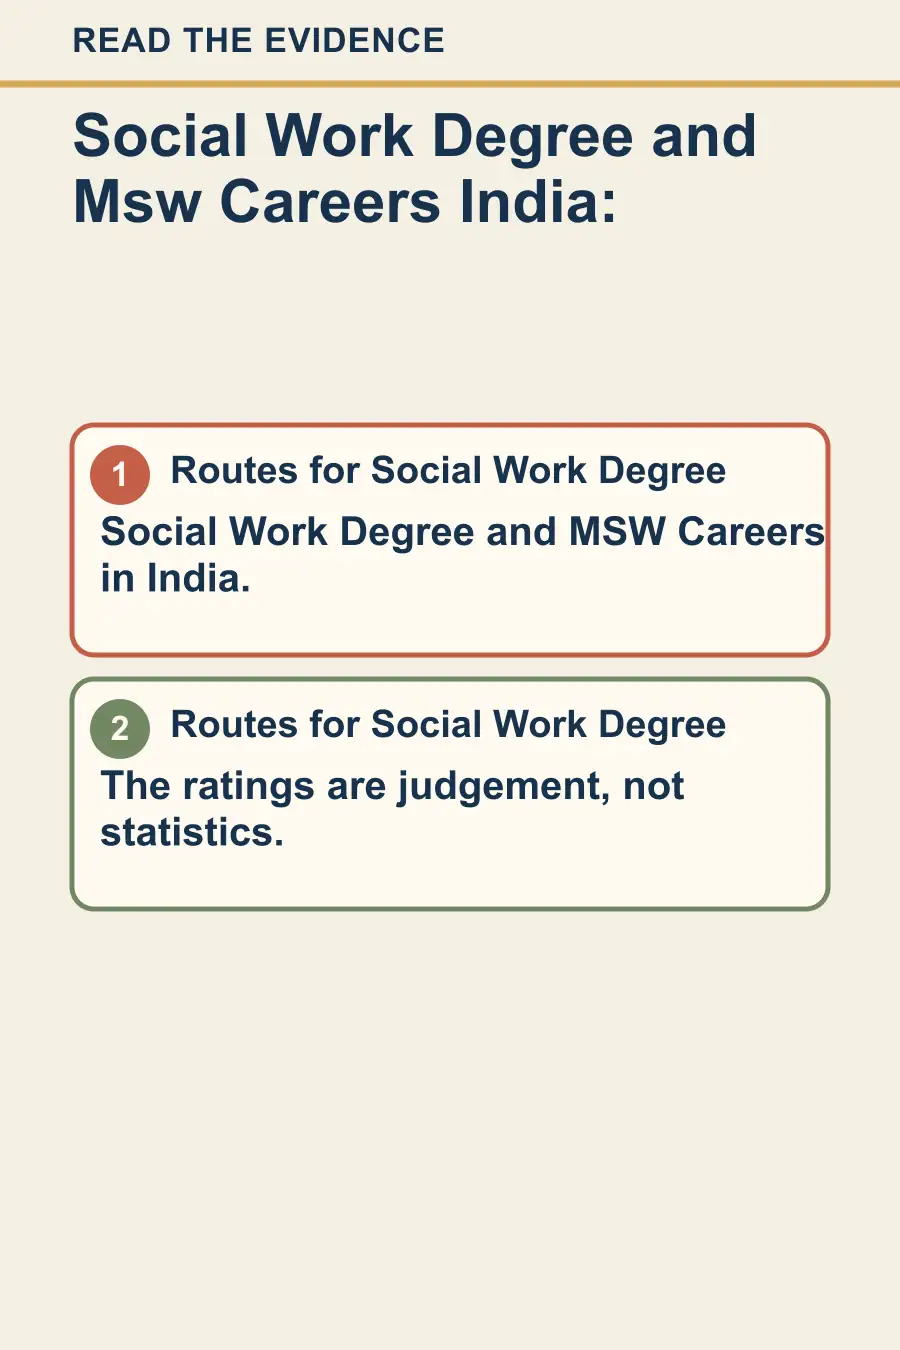 READ THE EVIDENCE
Social Work Degree and
Msw Careers India:
1 Routes for Social Work Degree
Social Work Degree and MSW Careers
in India.
2 Routes for Social Work Degree
The ratings are judgement, not
statistics.